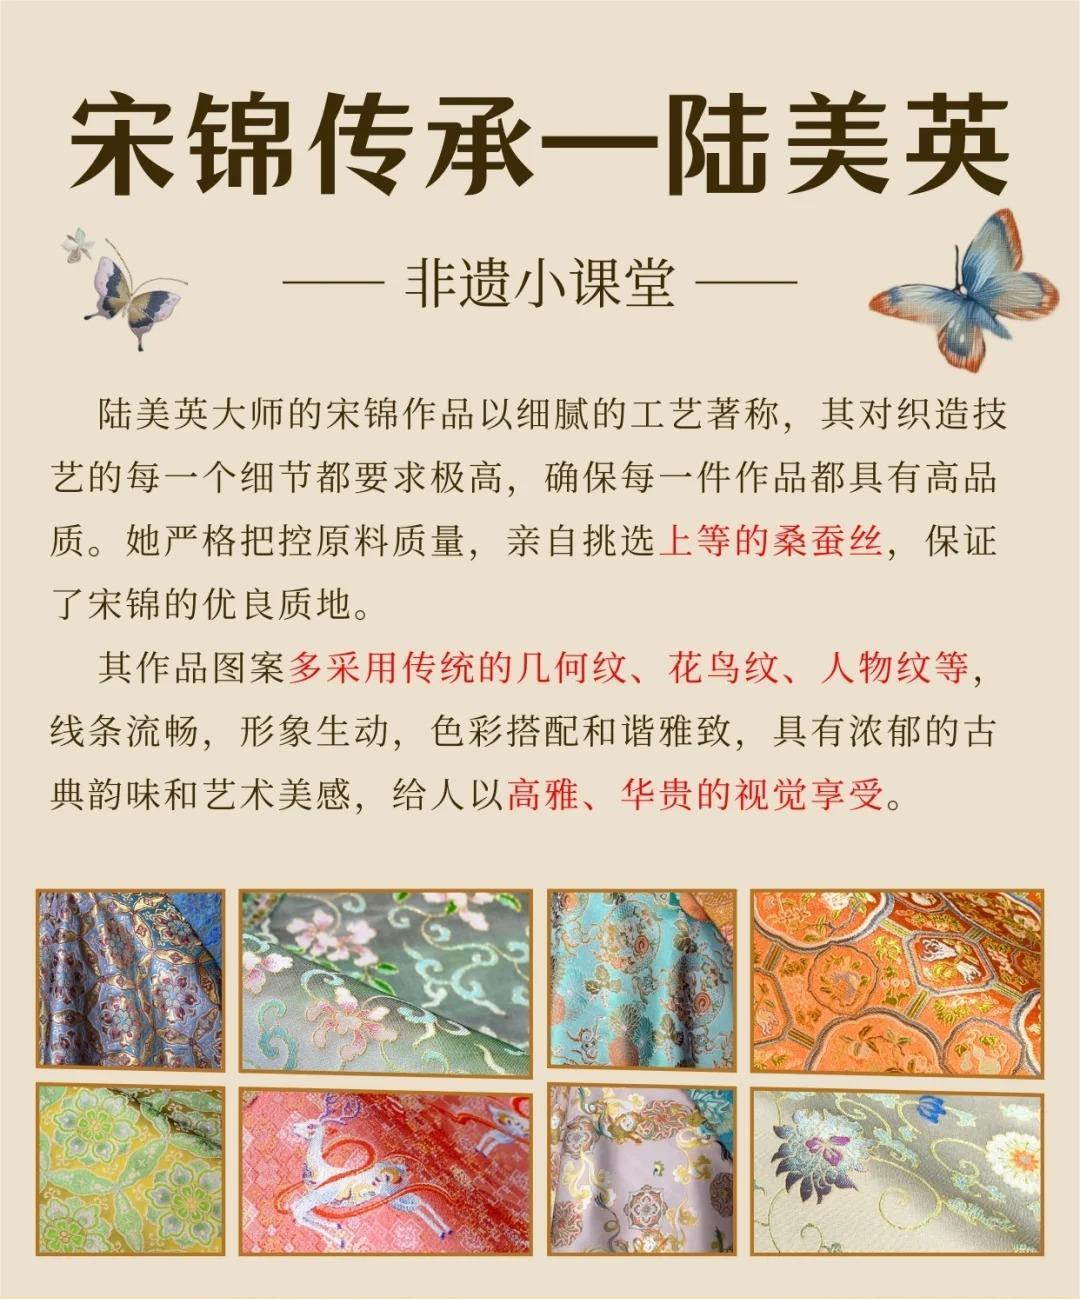 宋锦传承—陆美英
—— 非遗小课堂 ——
陆美英大师的宋锦作品以细腻的工艺著称，其对织造技
艺的每一个细节都要求极高，确保每一件作品都具有高品
质。她严格把控原料质量，亲自挑选上等的桑蚕丝，保证
了宋锦的优良质地。
其作品图案多采用传统的几何纹、花鸟纹、人物纹等，
线条流畅，形象生动，色彩搭配和谐雅致，具有浓郁的古
典韵味和艺术美感，给人以高雅、华贵的视觉享受。